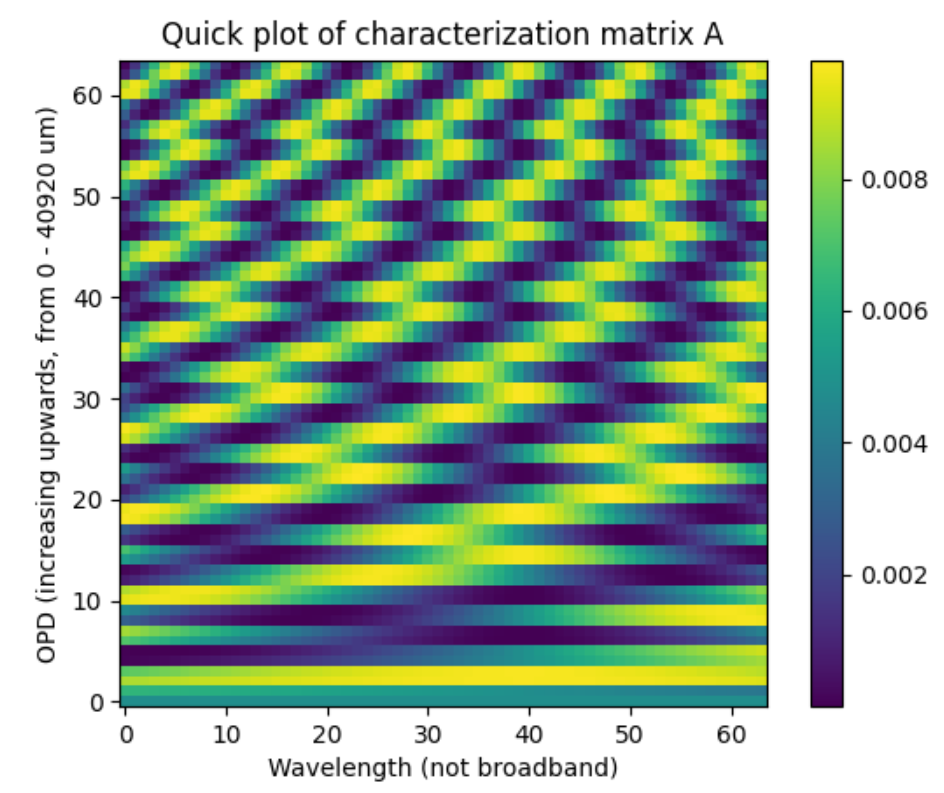 Quick plot of characterization matrix A
OPD (increasing upwards, from 0 - 40920 um)
60
50
40
30
20
10
0
0 10 20 30 40 50 60
Wavelength (not broadband)
0.008
0.006
0.004
0.002